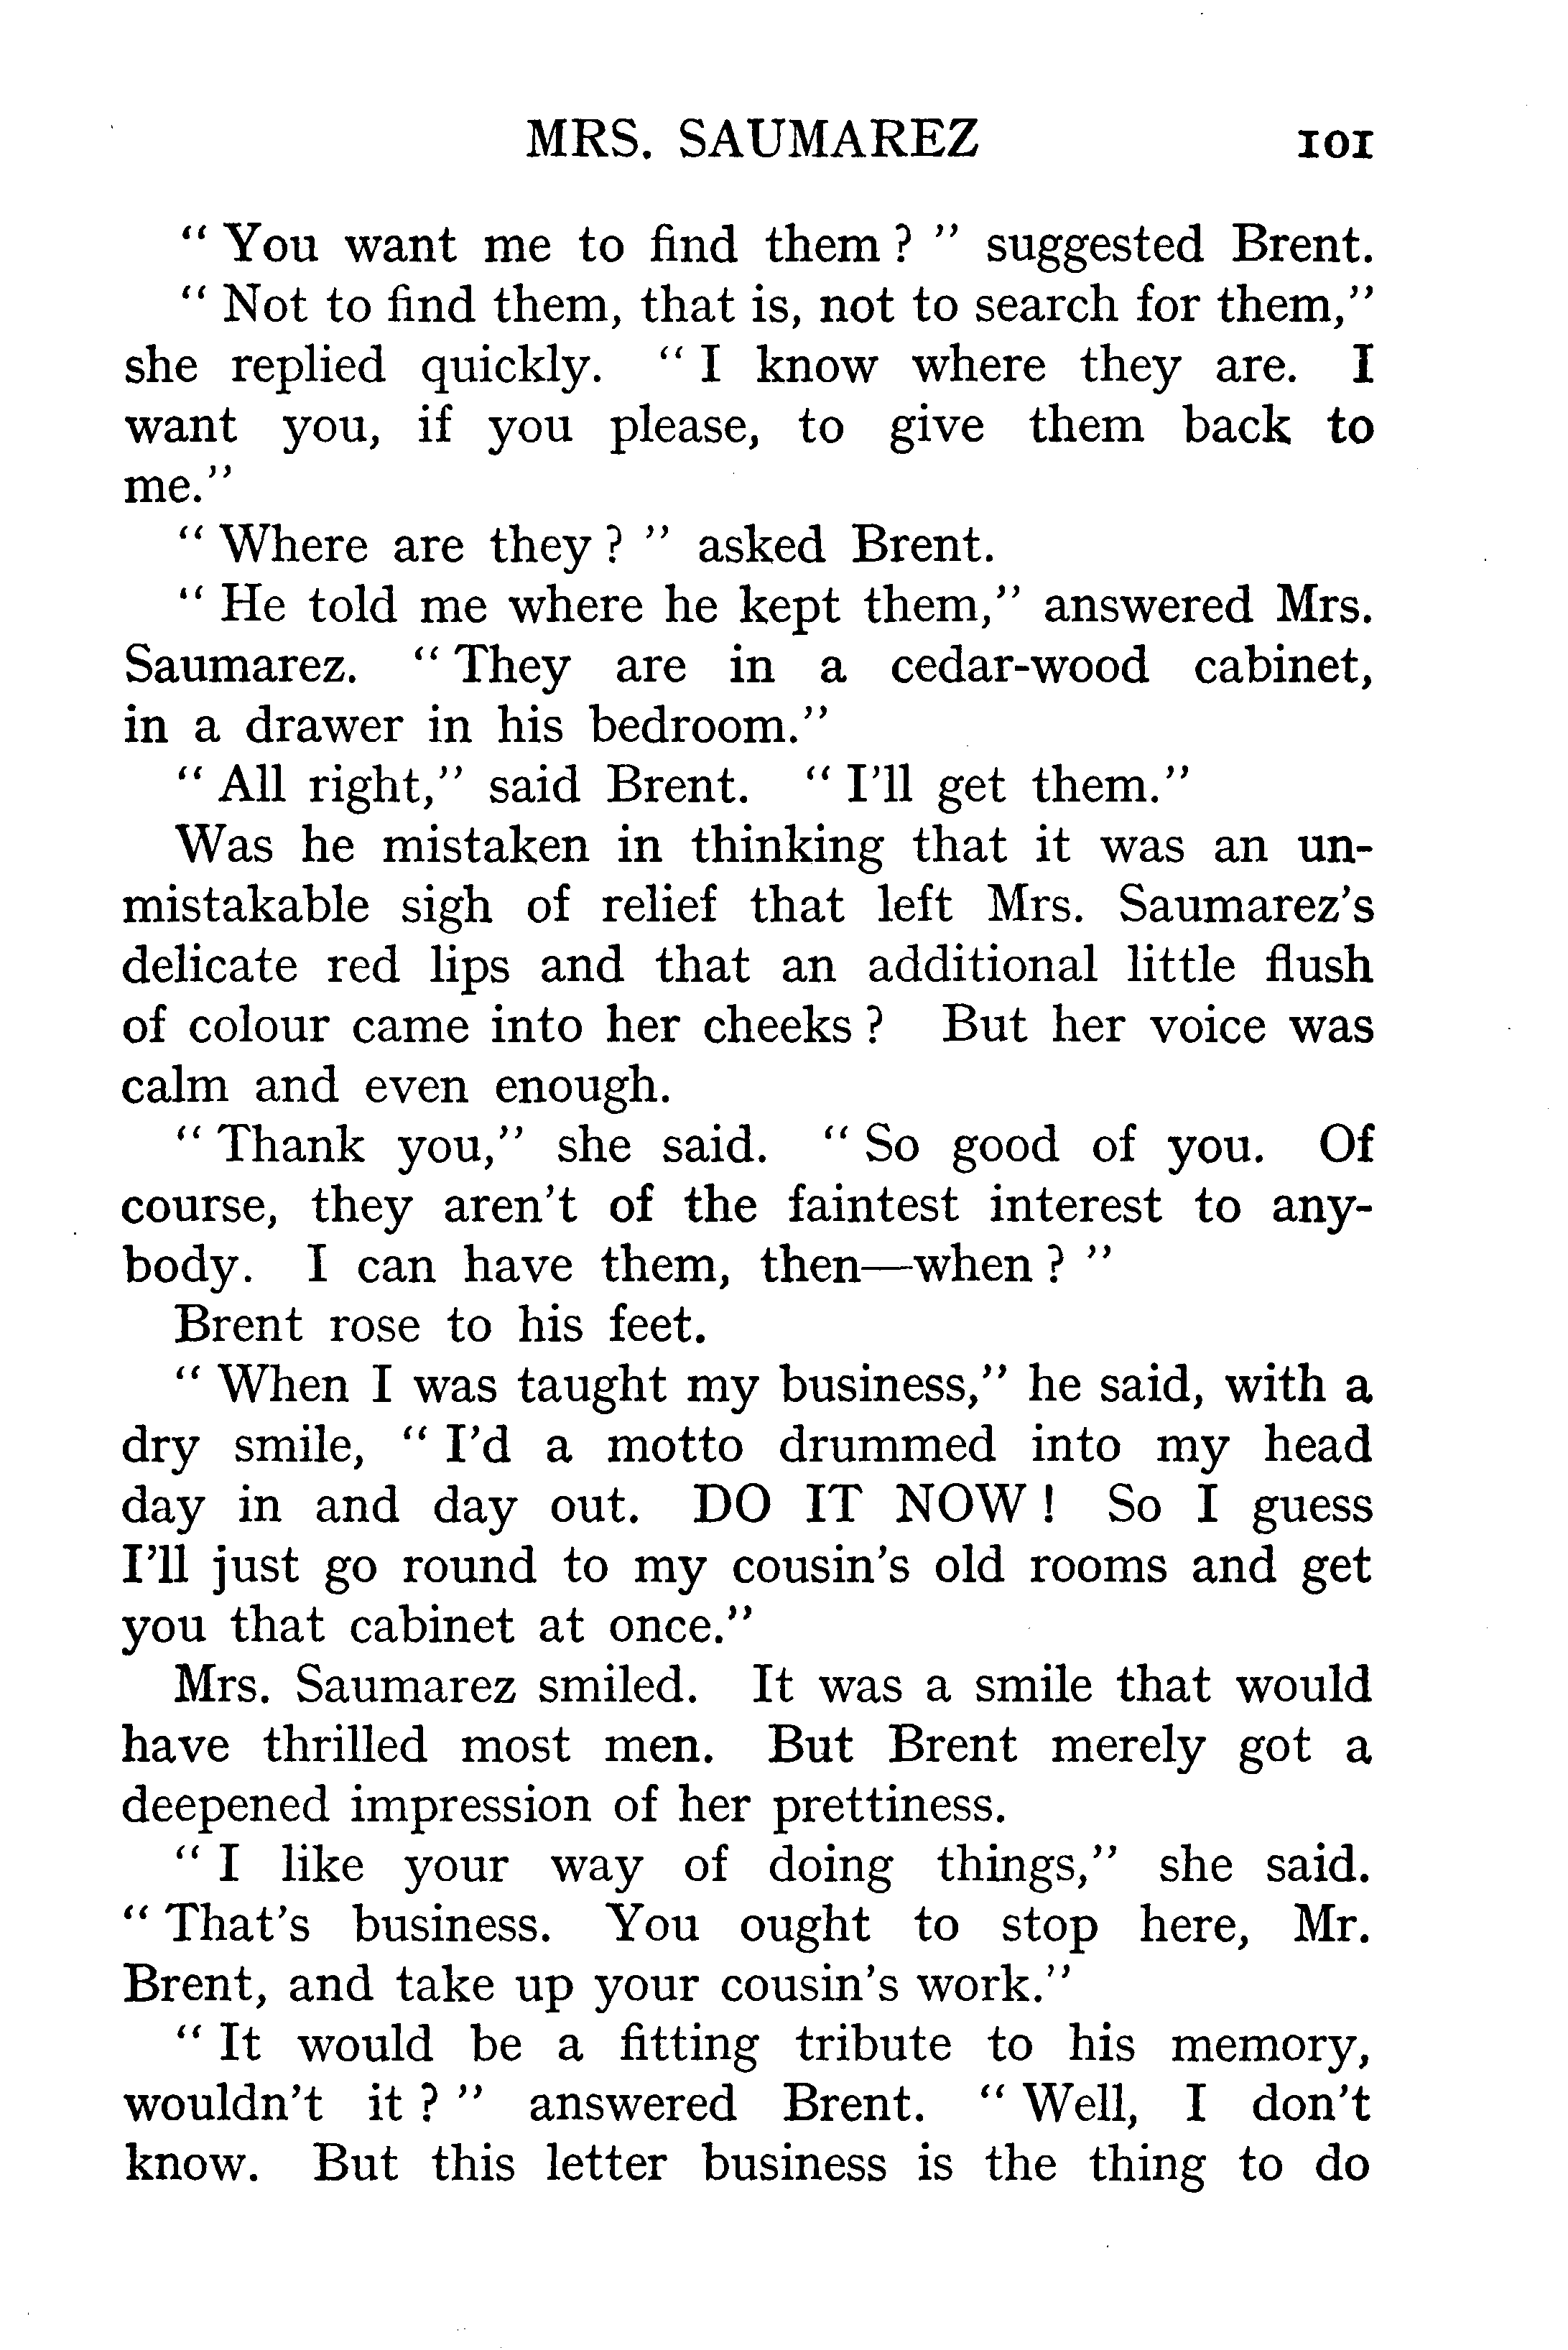 MRS. SAUMAREZ 101
“ You want me to find them ? ” suggested Brent.
“ Not to find them, that is, not to search for them,”
she replied quickly. “ I know where they are. I
want you, if you please, to give them back to
me.”
“ Where are they ? ” asked Brent.
“ He told me where he kept them,” answered Mrs.
Saumarez. “ They are in a cedar-wood cabinet,
in a drawer in his bedroom.”
“ All right,” said Brent. “ I’ll get them.”
Was he mistaken in thinking that it was an un-
mistakable sigh of relief that left Mrs. Saumarez’s
delicate red lips and that an additional little flush
of colour came into her cheeks ? But her voice was
calm and even enough.
“ Thank you,” she said. “ So good of you. Of
course, they aren’t of the faintest interest to any-
body. I can have them, then—when ? ”
Brent rose to his feet.
“ When I was taught my business,” he said, with a
dry smile, “ I’d a motto drummed into my head
day in and day out. DO IT NOW ! So I guess
I’ll just go round to my cousin’s old rooms and get
you that cabinet at once.”
Mrs. Saumarez smiled. It was a smile that would
have thrilled most men. But Brent merely got a
deepened impression of her prettiness.
“ I like your way of doing things,” she said.
“ That’s business. You ought to stop here, Mr.
Brent, and take up your cousin’s work.”
“ It would be a fitting tribute to his memory,
wouldn’t it ? ” answered Brent. “ Well, I don’t
know. But this letter business is the thing to do